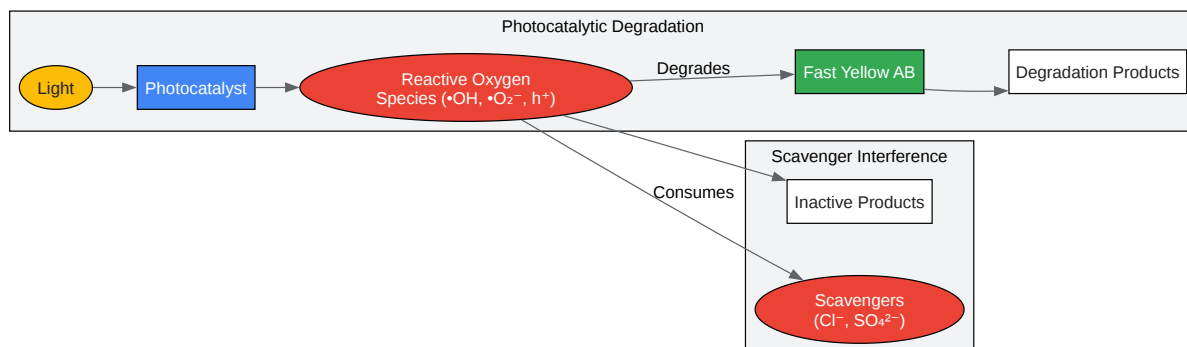 Photocatalytic Degradation
Light
Photocatalyst
Reactive Oxygen
Species (•OH, •O₂⁻, h⁺)
Degrades
Fast Yellow AB
Degradation Products
Scavenger Interference
Consumes
Inactive Products
Scavengers
(Cl⁻, SO₄²⁻)